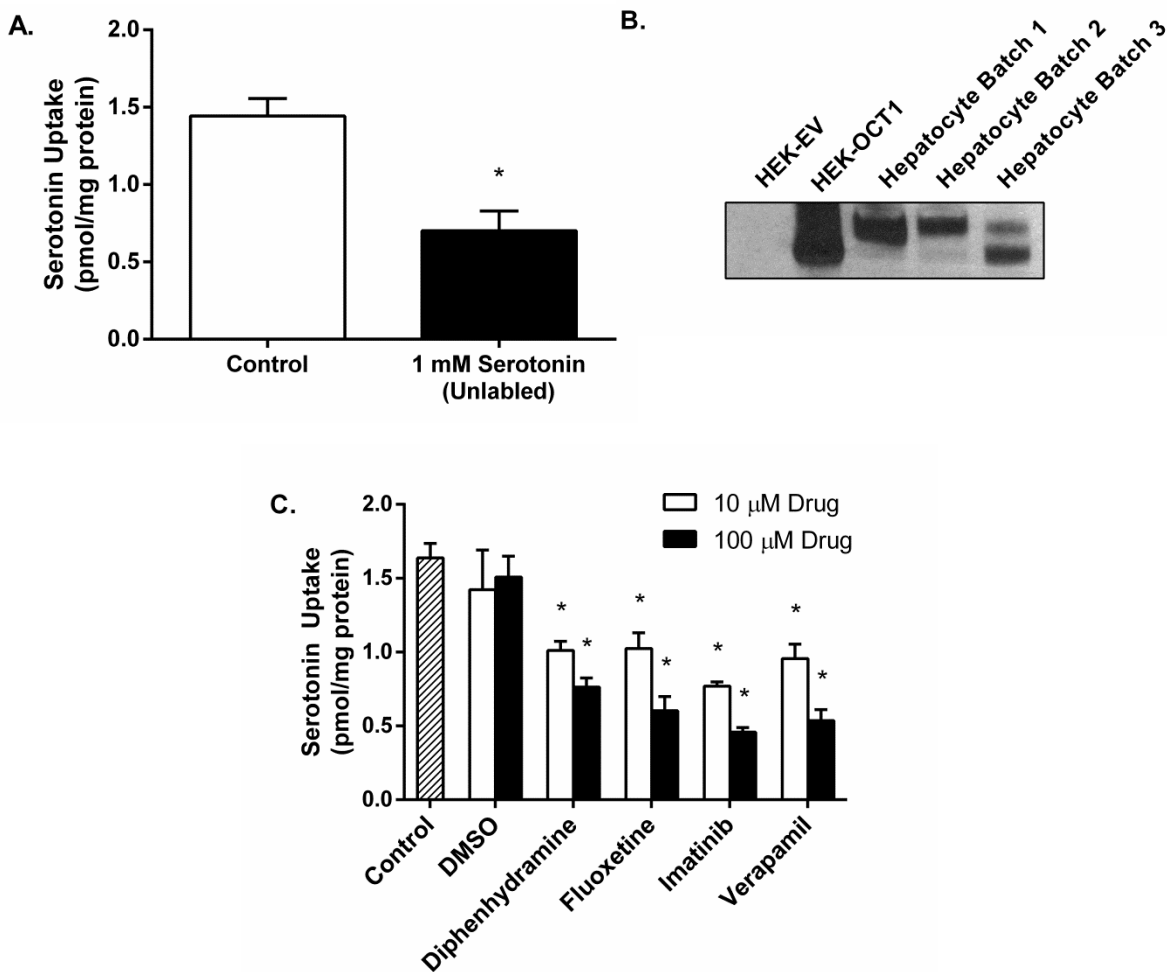 A.
2.0
1.5
1.0
0.5
0.0
Serotonin Uptake
(pmol/mg protein)
*
Control
1 mM Serotonin
(Unlabled)
B.
HEK-EV
HEK-OCT1
Hepatocyte Batch 1
Hepatocyte Batch 2
Hepatocyte Batch 3
C.
2.0
1.5
1.0
0.5
0.0
Serotonin Uptake
(pmol/mg protein)
10 μM Drug
100 μM Drug
* * * * * * * *
Control
DMSO
Diphenhydramine
Fluoxetine
Imatinib
Verapamil